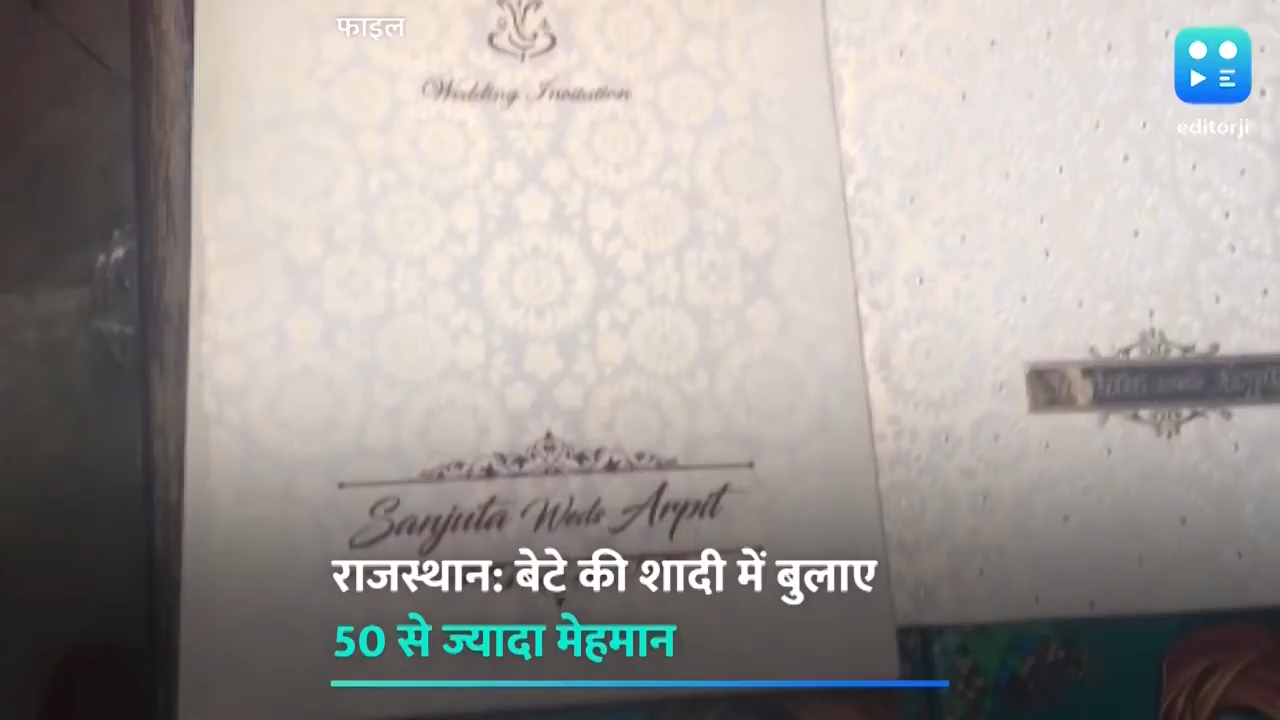 फाइल
editorji
Wedding Invitation
Sanjuta Weds Arpit
राजस्थान: बेटे की शादी में बुलाए
50 से ज्यादा मेहमान